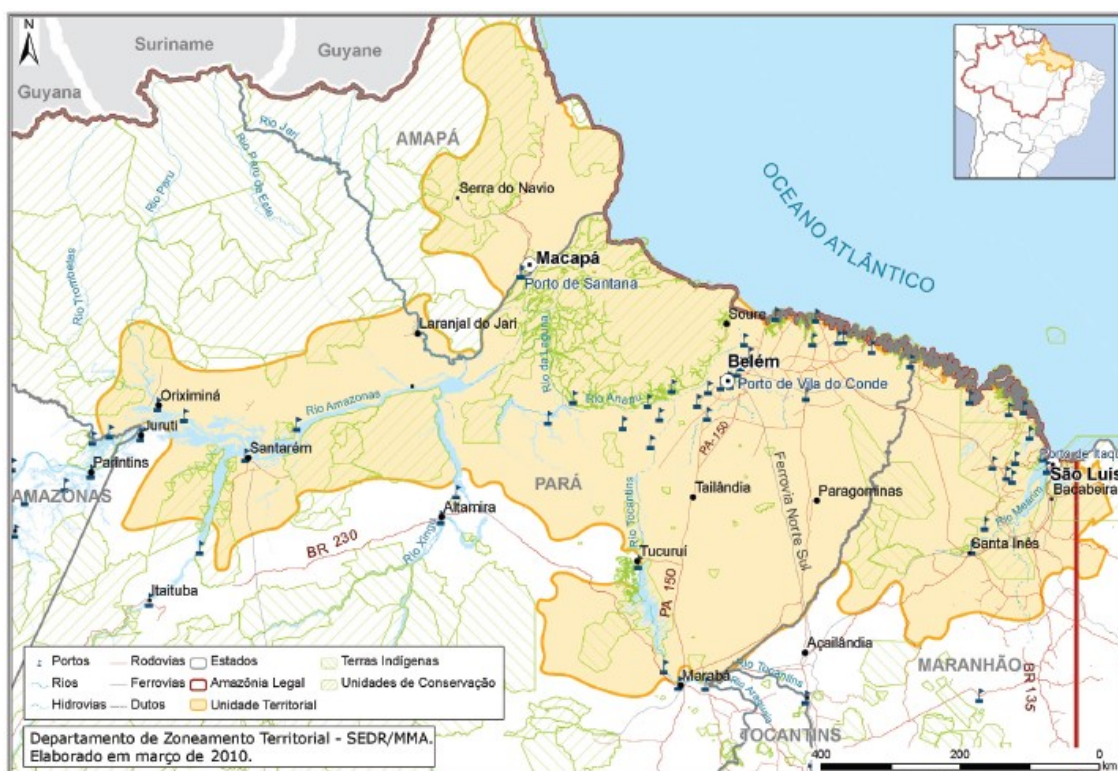 N
Suriname
Guyane
Guyana
AMAPÁ
Rio Jari
Rio Paru de Este
Rio Trombetas
Serra do Navio
OCEANO ATLÂNTICO
Macapá
Porto de Santana
Laranjal do Jari
Soure
Rio da Laguna
Belém
Porto de Vila do Conde
Rio Anapu
Rio Amazonas
Oriximiná
Juruti
Parintins
Santarém
AMAZONAS
PARÁ
PA-150
Ferrovia Norte Sul
Tailândia
Paragominas
Altamira
Rio Xingu
BR 230
Rio Tocantins
Tucuruí
PA 150
Itaituba
São Luis
Bacabeira
Rio Mearim
Santa Inês
Açailândia
MARANHÃO
BR 135
Marabá
Rio Tocantins
Rio Araguaia
TOCANTINS
Portos
Rodovias
Estados
Terras Indígenas
Rios
Ferrovias
Amazônia Legal
Unidades de Conservação
Hidrovias
Dutos
Unidade Territorial
Departamento de Zoneamento Territorial - SEDR/MMA.
Elaborado em março de 2010.
400 200 0
km